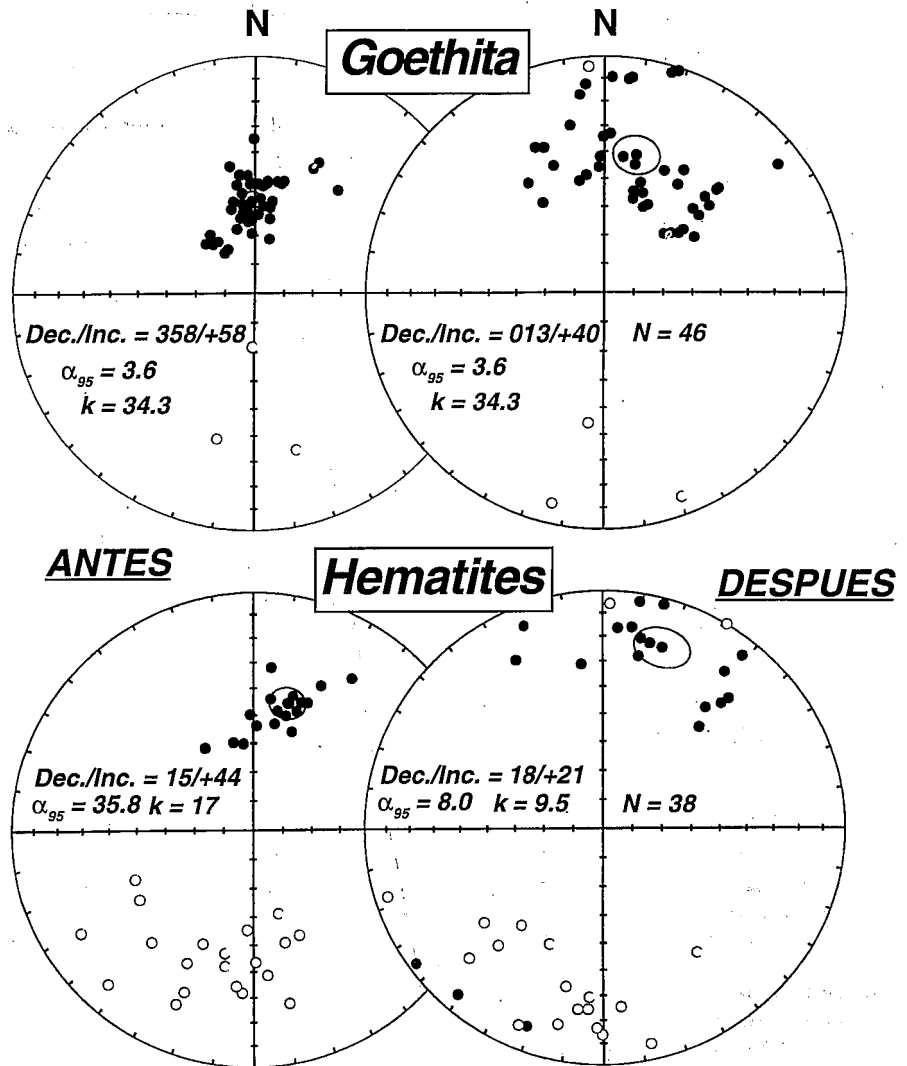 N
N
Goethita
Dec./Inc. = 358/+58
α95 = 3.6
k = 34.3
Dec./Inc. = 013/+40
N = 46
α95 = 3.6
k = 34.3
ANTES
Hematites
DESPUES
Dec./Inc. = 15/+44
α95 = 35.8 k = 17
Dec./Inc. = 18/+21
α95 = 8.0 k = 9.5
N = 38